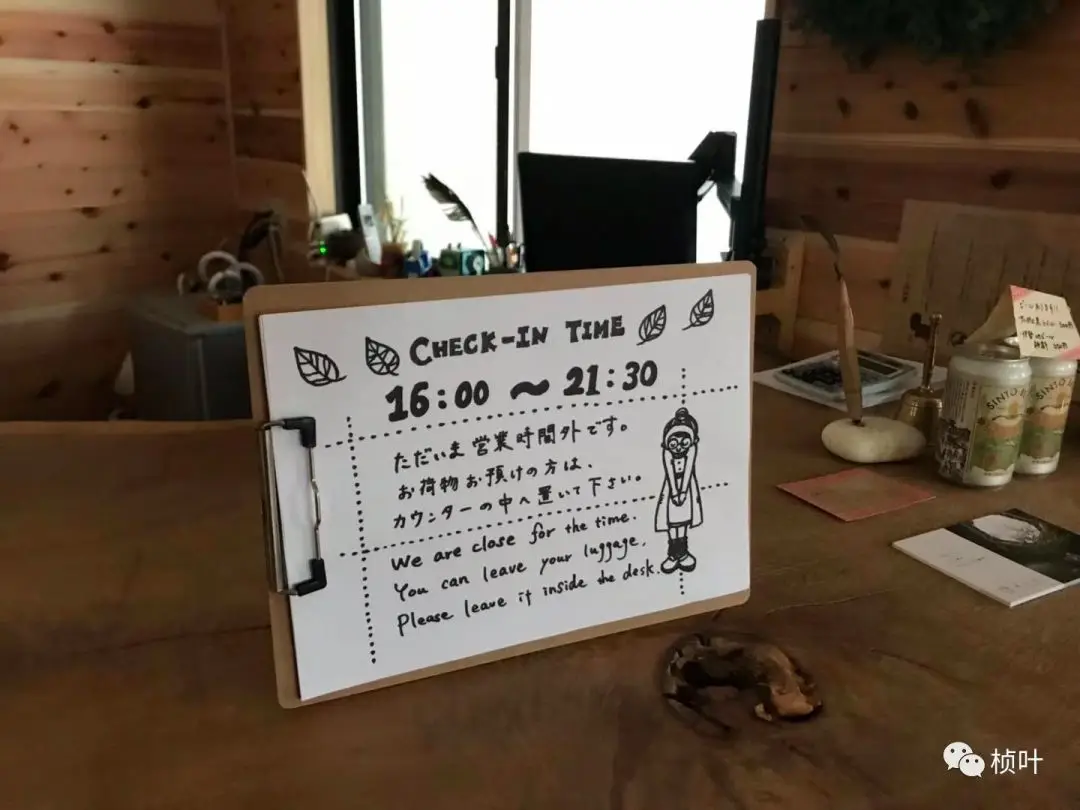 CHECK-IN TIME
16:00 〜 21:30
ただいま営業時間外です。
お荷物お預けの方は、
カウンターの中へ置いて下さい。
We are close for the time.
You can leave your luggage.
Please leave it inside the desk.
SINTO
SINTO
桢叶